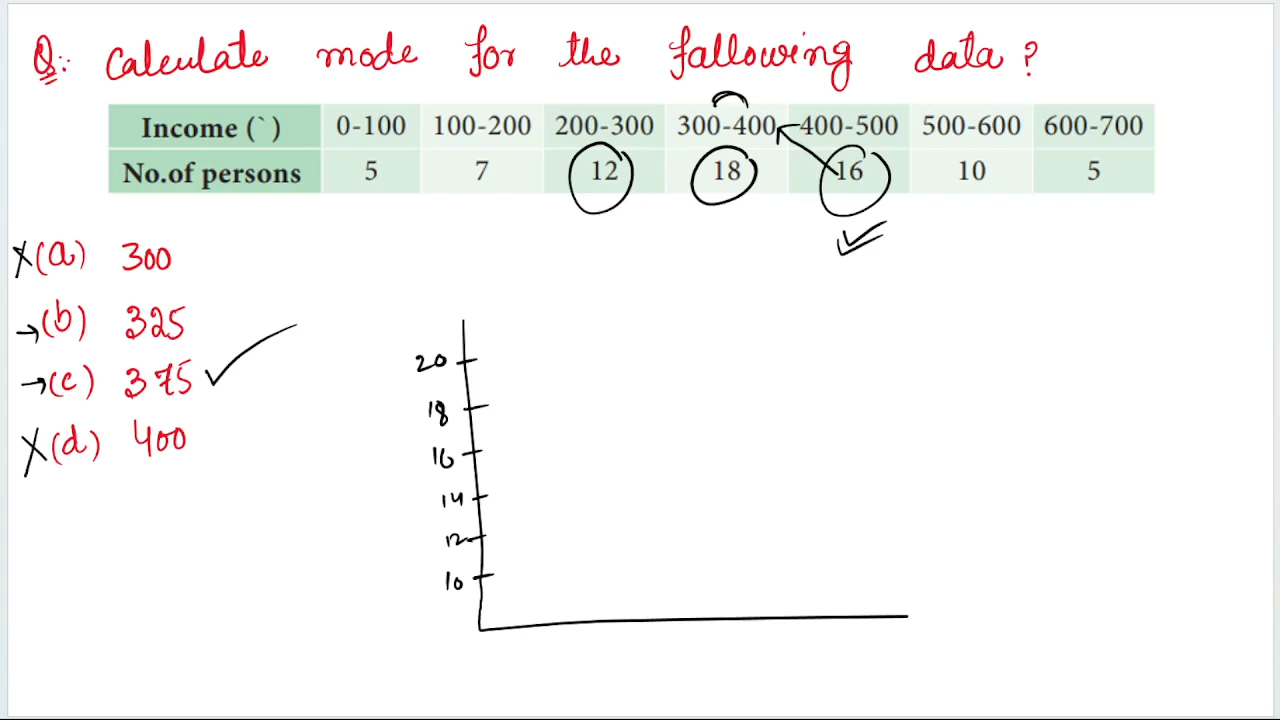 Q: Calculate mode for the fallowing data?
Income (`) 0-100 100-200 200-300 300-400 400-500 500-600 600-700
No.of persons 5 7 12 18 16 10 5
(a) 300
(b) 325
(c) 375
(d) 400
20
18
16
14
12
10